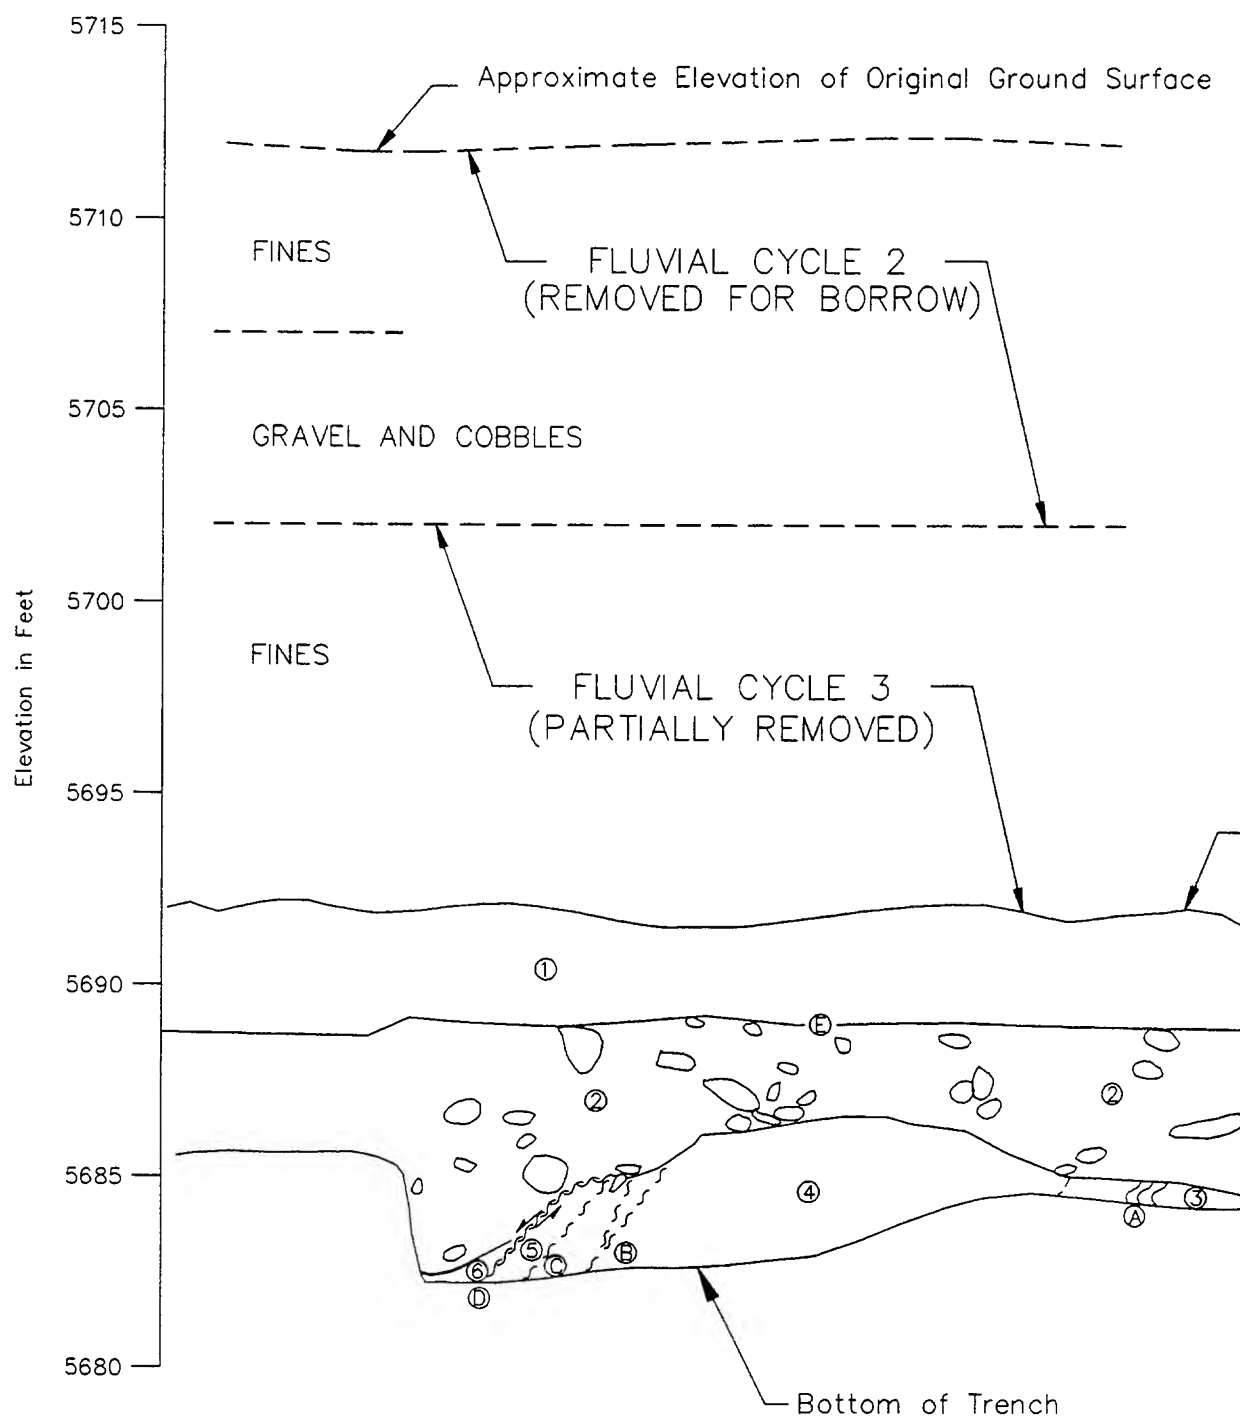 5715
Approximate Elevation of Original Ground Surface
5710
FINES
FLUVIAL CYCLE 2
(REMOVED FOR BORROW)
5705
GRAVEL AND COBBLES
5700
FINES
FLUVIAL CYCLE 3
(PARTIALLY REMOVED)
Elevation in Feet
5695
1
5690
E
2
2
5685
4
3
A
5
B
6
C
D
5680
Bottom of Trench